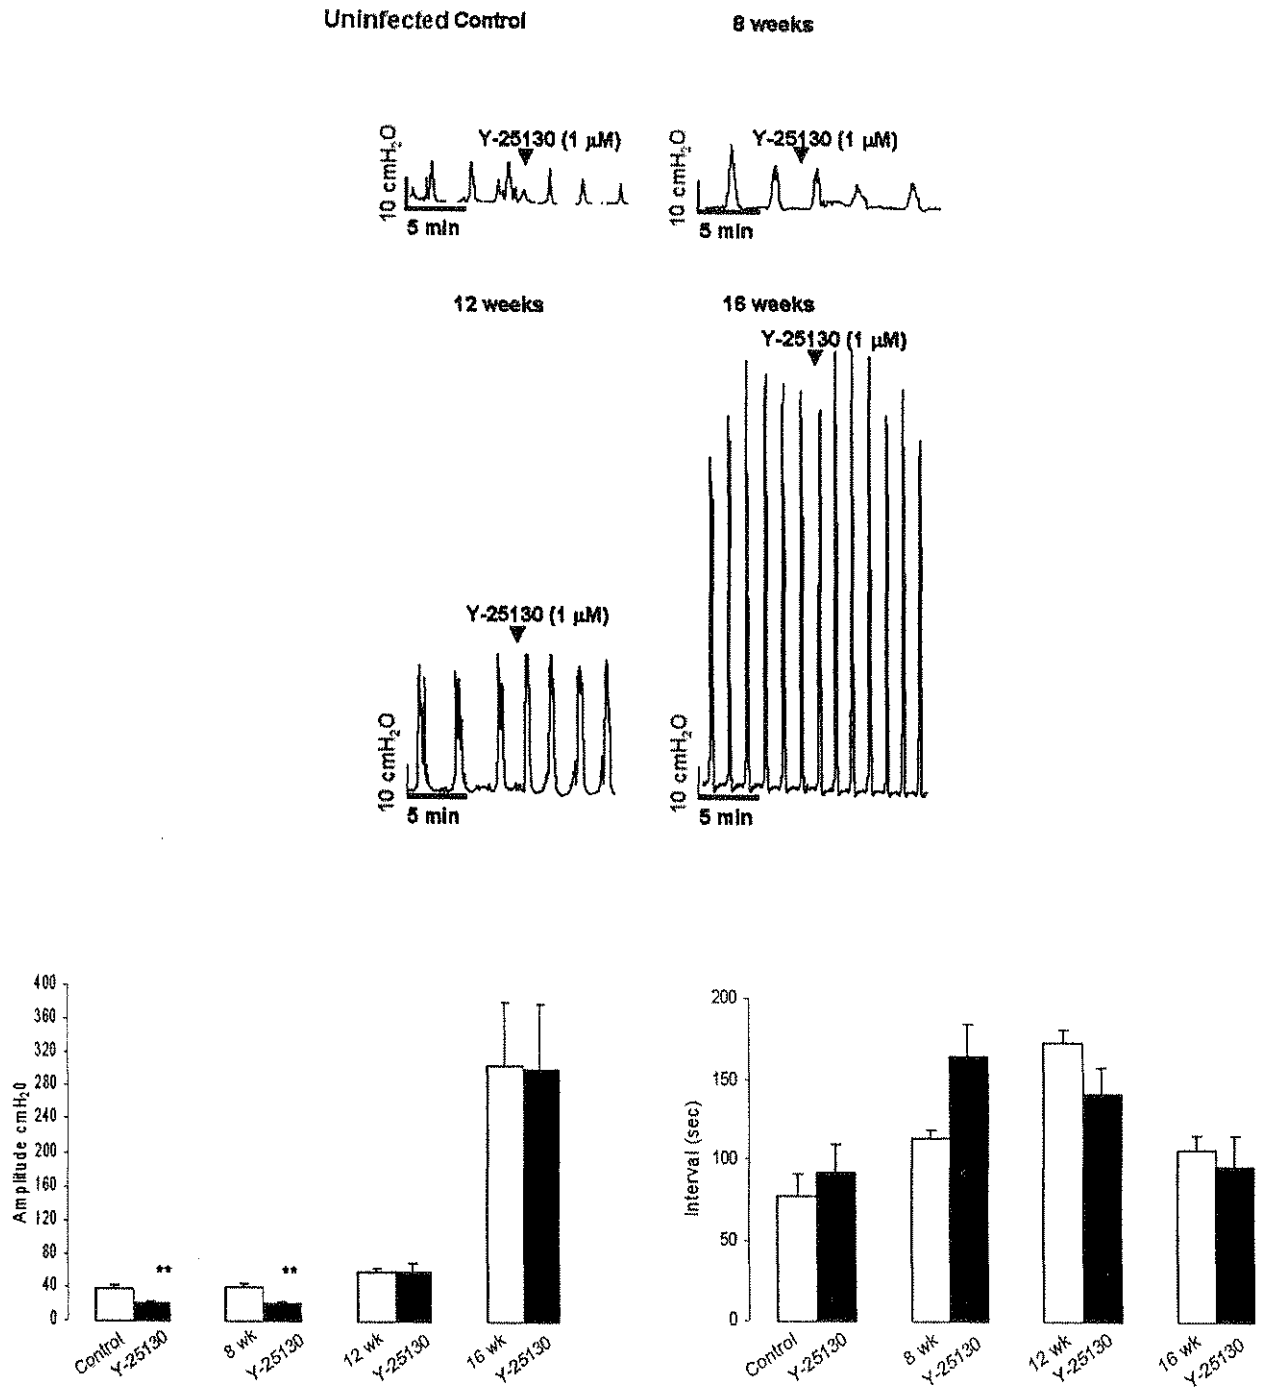 Uninfected Control
8 weeks
Y-25130 (1 µM)
10 cmH₂O
5 min
Y-25130 (1 µM)
10 cmH₂O
5 min
12 weeks
16 weeks
Y-25130 (1 µM)
10 cmH₂O
5 min
Y-25130 (1 µM)
10 cmH₂O
5 min
Amplitude cmH₂0
400
360
320
280
240
200
160
120
80
40
0
**
**
Control
Y-25130
8 wk
Y-25130
12 wk
Y-25130
16 wk
Y-25130
Interval (sec)
200
150
100
50
0
Control
Y-25130
8 wk
Y-25130
12 wk
Y-25130
16 wk
Y-25130